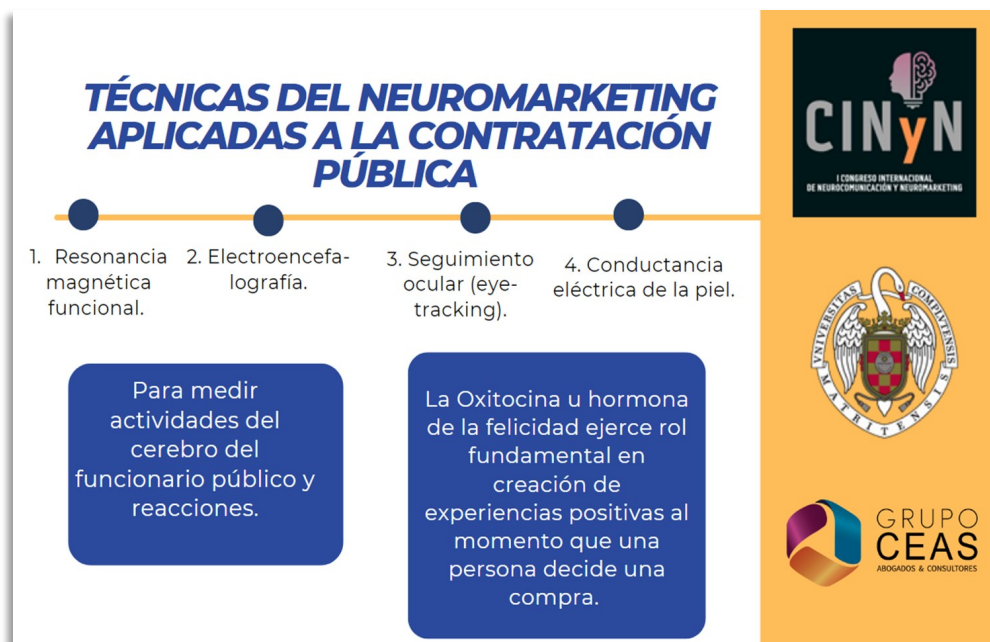 TÉCNICAS DEL NEUROMARKETING
APLICADAS A LA CONTRATACIÓN
PÚBLICA
1. Resonancia
magnética
funcional.
2. Electroencefa-
lografía.
3. Seguimiento
ocular (eye-
tracking).
4. Conductancia
eléctrica de la piel.
Para medir
actividades del
cerebro del
funcionario público y
reacciones.
La Oxitocina u hormona
de la felicidad ejerce rol
fundamental en
creación de
experiencias positivas al
momento que una
persona decide una
compra.
CINyN
I CONGRESO INTERNACIONAL
DE NEUROCOMUNICACIÓN Y NEUROMARKETING
VNIVERSITAS COMPLVTENSIS
MATRITENSIS
GRUPO
CEAS
ABOGADOS & CONSULTORES